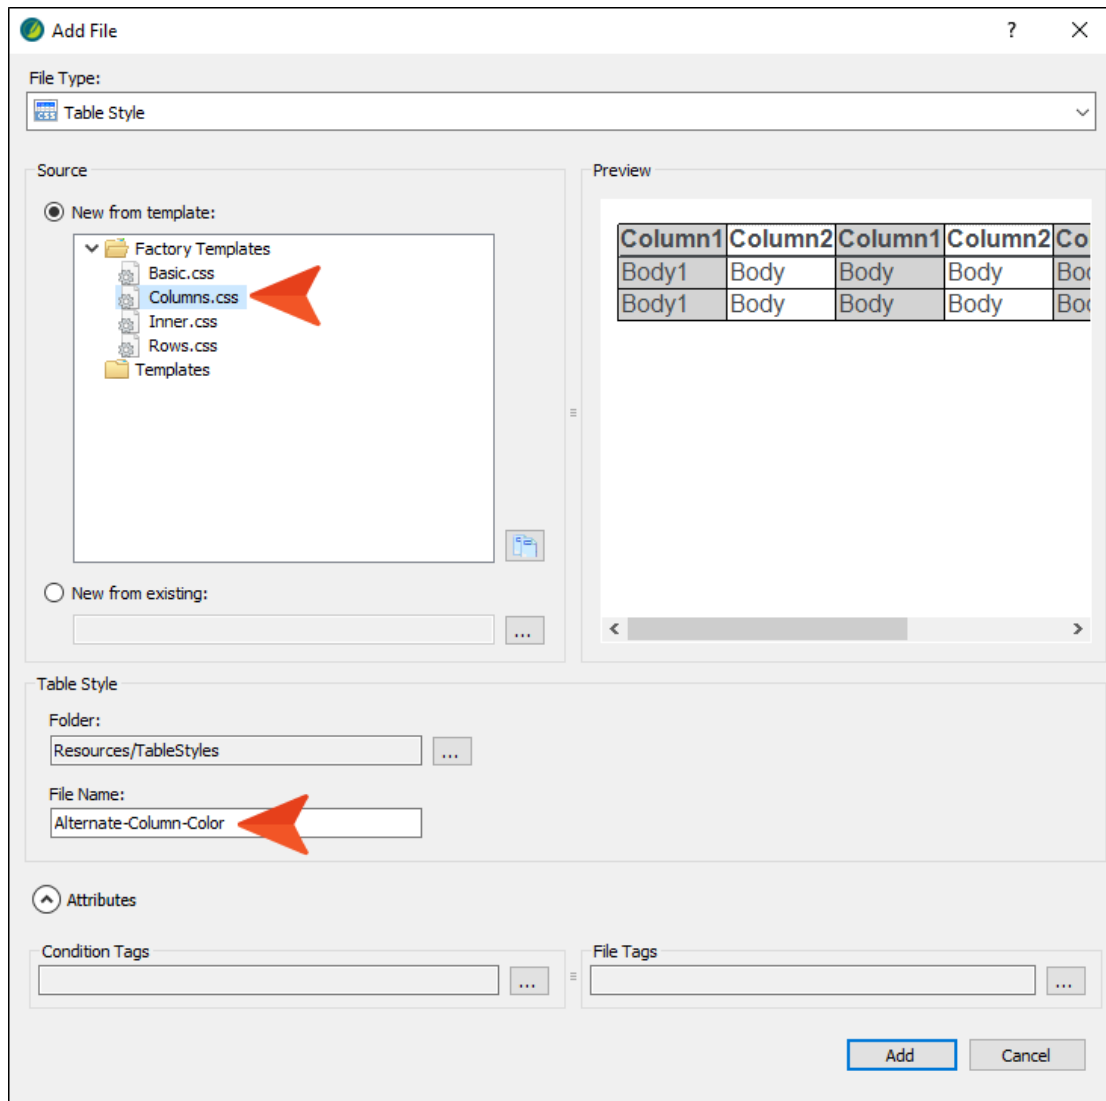 Add File
?
File Type:
Table Style
Source
New from template:
Factory Templates
Basic.css
Columns.css
Inner.css
Rows.css
Templates
New from existing:
...
Preview
Column1 Column2 Column1 Column2 Co
Body1 Body Body Body Bo
Body1 Body Body Body Bo
Table Style
Folder:
Resources/TableStyles
...
File Name:
Alternate-Column-Color
Attributes
Condition Tags
...
File Tags
...
Add
Cancel